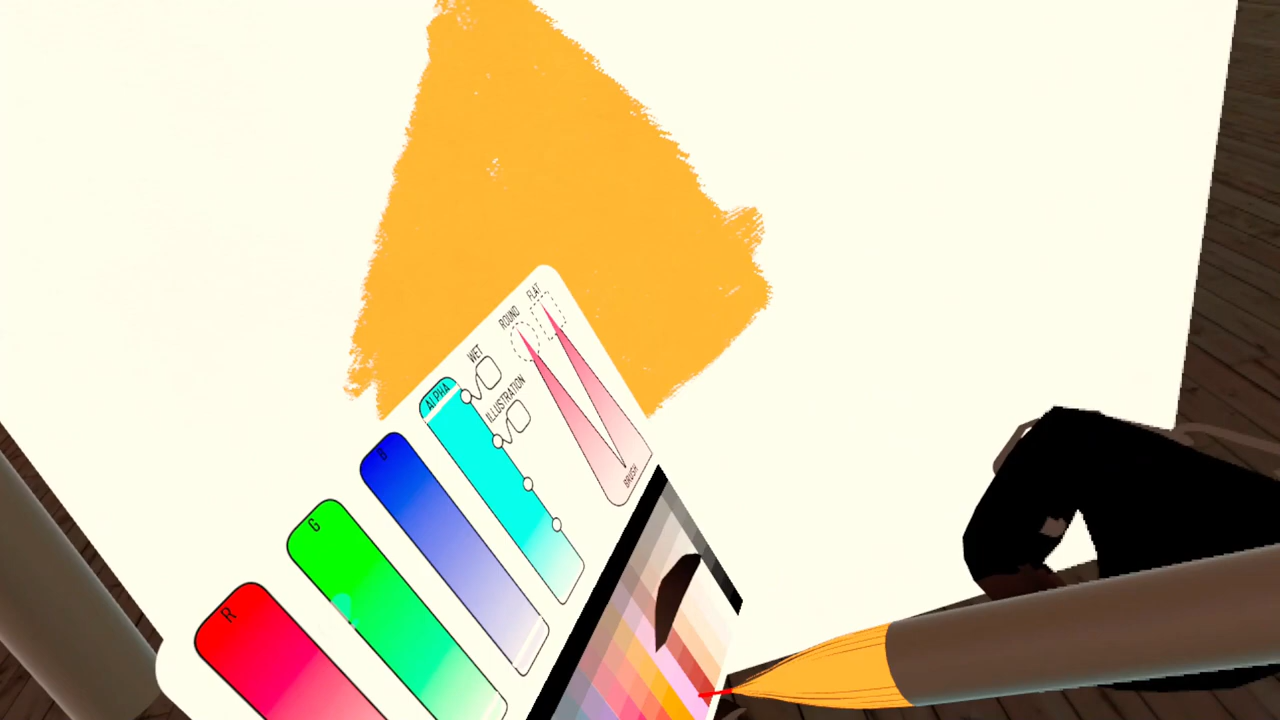 FLAT
ROUND
WET
ILLUSTRATION
ALPHA
BRUSH
B
G
R